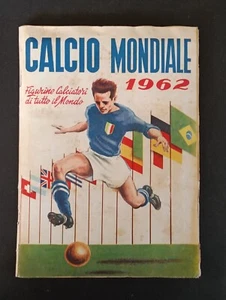 CALCIO MONDIALE
1962
Figurine Calciatori
di tutto il Mondo